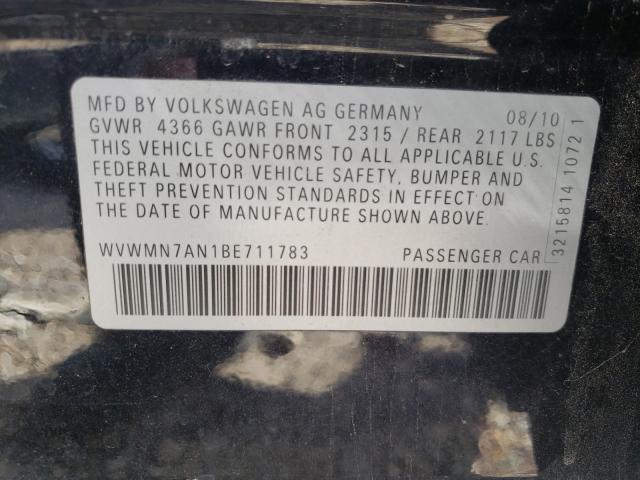 MFD BY VOLKSWAGEN AG GERMANY 08/10
GVWR 4366 GAWR FRONT 2315 / REAR 2117 LBS
THIS VEHICLE CONFORMS TO ALL APPLICABLE U.S.
FEDERAL MOTOR VEHICLE SAFETY, BUMPER AND
THEFT PREVENTION STANDARDS IN EFFECT ON
THE DATE OF MANUFACTURE SHOWN ABOVE.
WVWMN7AN1BE711783 PASSENGER CAR
3215814 1072 1